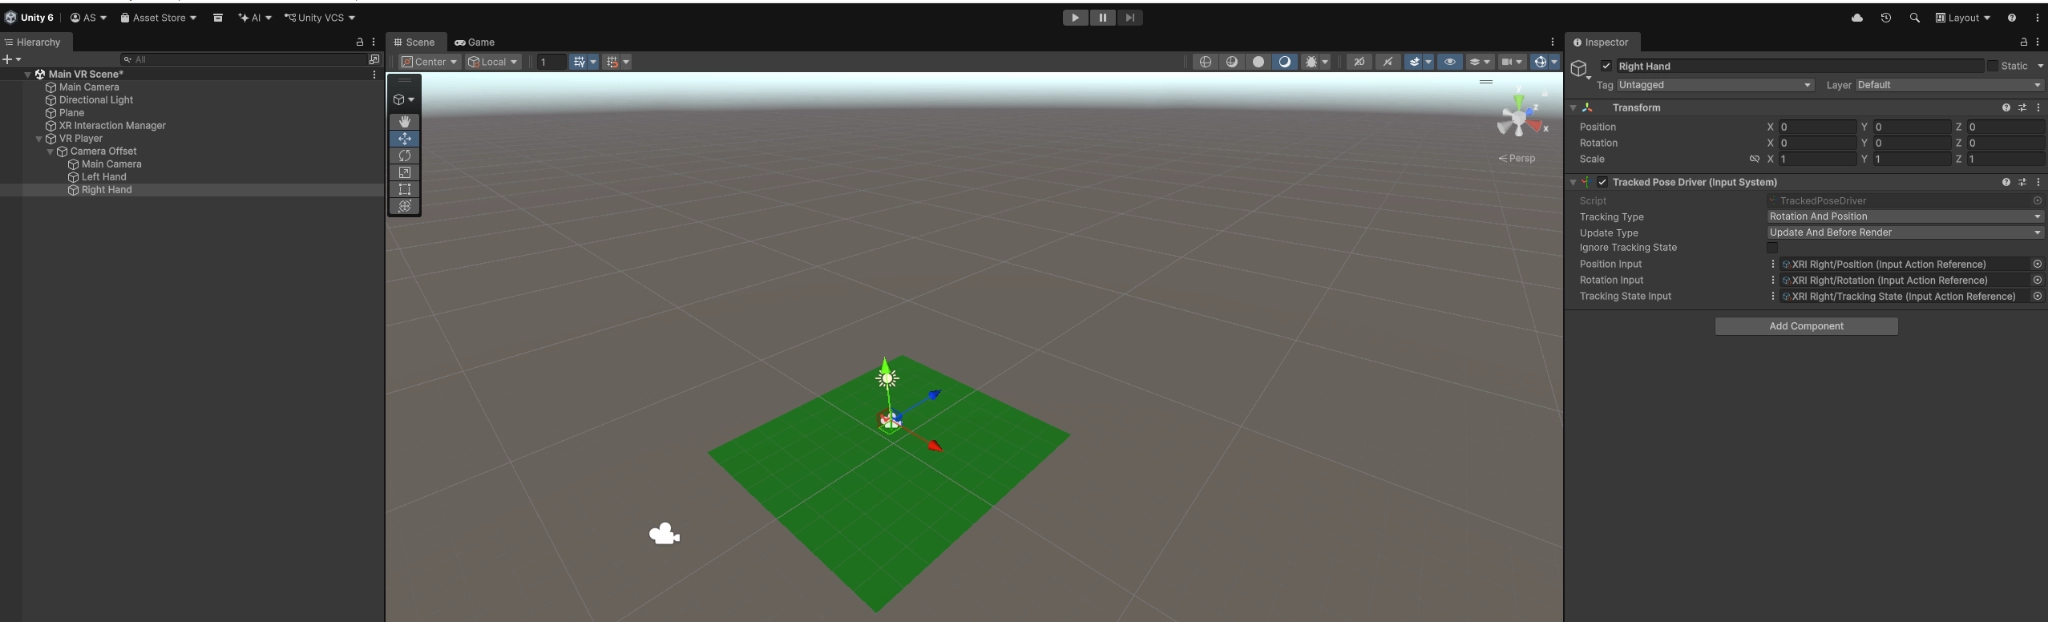 Unity 6 AS Asset Store AI Unity VCS Layout
Hierarchy
All
Main VR Scene*
Main Camera
Directional Light
Plane
XR Interaction Manager
VR Player
Camera Offset
Main Camera
Left Hand
Right Hand
Scene Game
Center Local 1 2D
y
z
x
Persp
Inspector
Right Hand Static
Tag Untagged Layer Default
Transform
Position X 0 Y 0 Z 0
Rotation X 0 Y 0 Z 0
Scale X 1 Y 1 Z 1
Tracked Pose Driver (Input System)
Script TrackedPoseDriver
Tracking Type Rotation And Position
Update Type Update And Before Render
Ignore Tracking State
Position Input XRI Right/Position (Input Action Reference)
Rotation Input XRI Right/Rotation (Input Action Reference)
Tracking State Input XRI Right/Tracking State (Input Action Reference)
Add Component